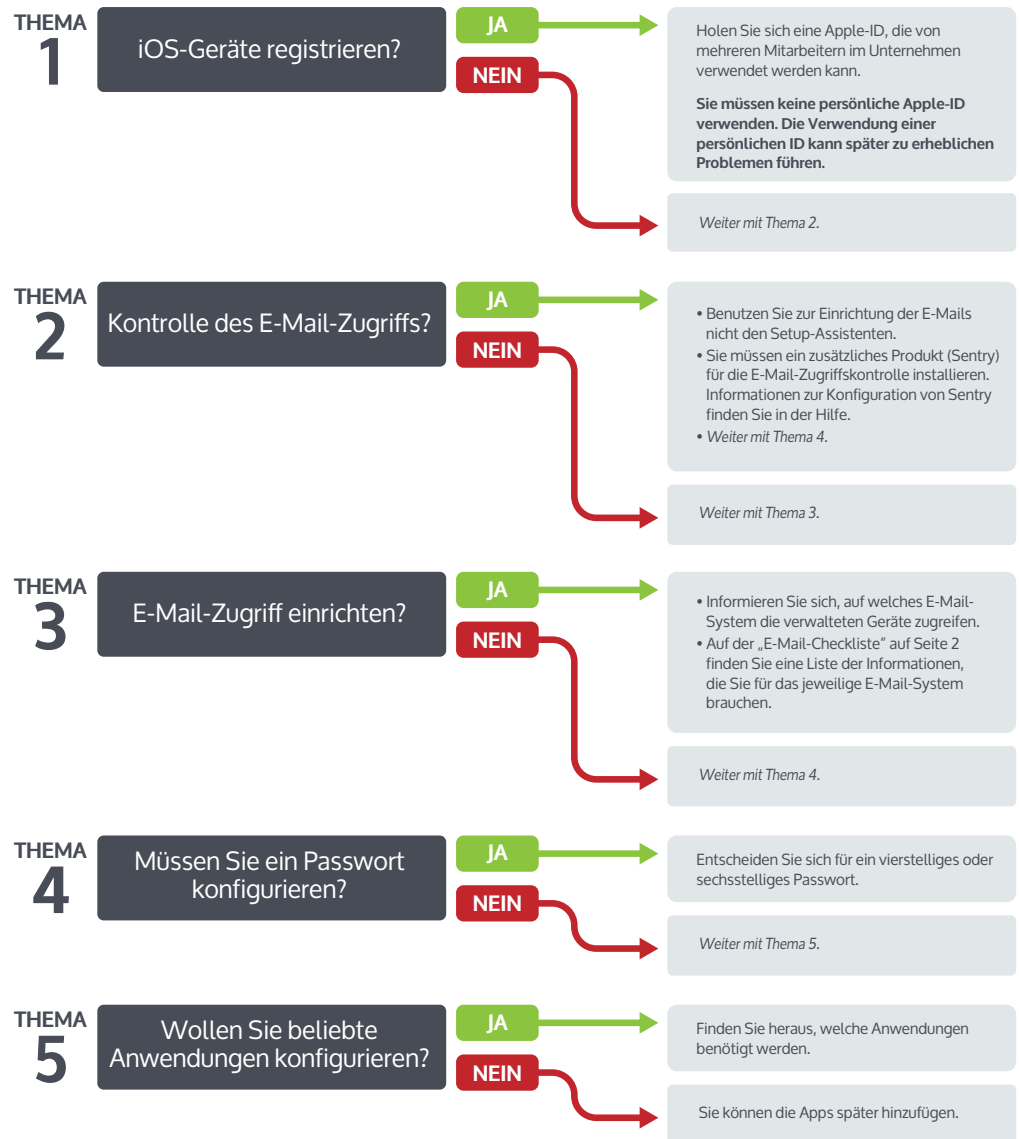 THEMA
1
iOS-Geräte registrieren?
JA
NEIN
Holen Sie sich eine Apple-ID, die von
mehreren Mitarbeitern im Unternehmen
verwendet werden kann.
Sie müssen keine persönliche Apple-ID
verwenden. Die Verwendung einer
persönlichen ID kann später zu erheblichen
Problemen führen.
Weiter mit Thema 2.
THEMA
2
Kontrolle des E-Mail-Zugriffs?
JA
NEIN
• Benutzen Sie zur Einrichtung der E-Mails
nicht den Setup-Assistenten.
• Sie müssen ein zusätzliches Produkt (Sentry)
für die E-Mail-Zugriffskontrolle installieren.
Informationen zur Konfiguration von Sentry
finden Sie in der Hilfe.
• Weiter mit Thema 4.
Weiter mit Thema 3.
THEMA
3
E-Mail-Zugriff einrichten?
JA
NEIN
• Informieren Sie sich, auf welches E-Mail-
System die verwalteten Geräte zugreifen.
• Auf der „E-Mail-Checkliste“ auf Seite 2
finden Sie eine Liste der Informationen,
die Sie für das jeweilige E-Mail-System
brauchen.
Weiter mit Thema 4.
THEMA
4
Müssen Sie ein Passwort
konfigurieren?
JA
NEIN
Entscheiden Sie sich für ein vierstelliges oder
sechsstelliges Passwort.
Weiter mit Thema 5.
THEMA
5
Wollen Sie beliebte
Anwendungen konfigurieren?
JA
NEIN
Finden Sie heraus, welche Anwendungen
benötigt werden.
Sie können die Apps später hinzufügen.